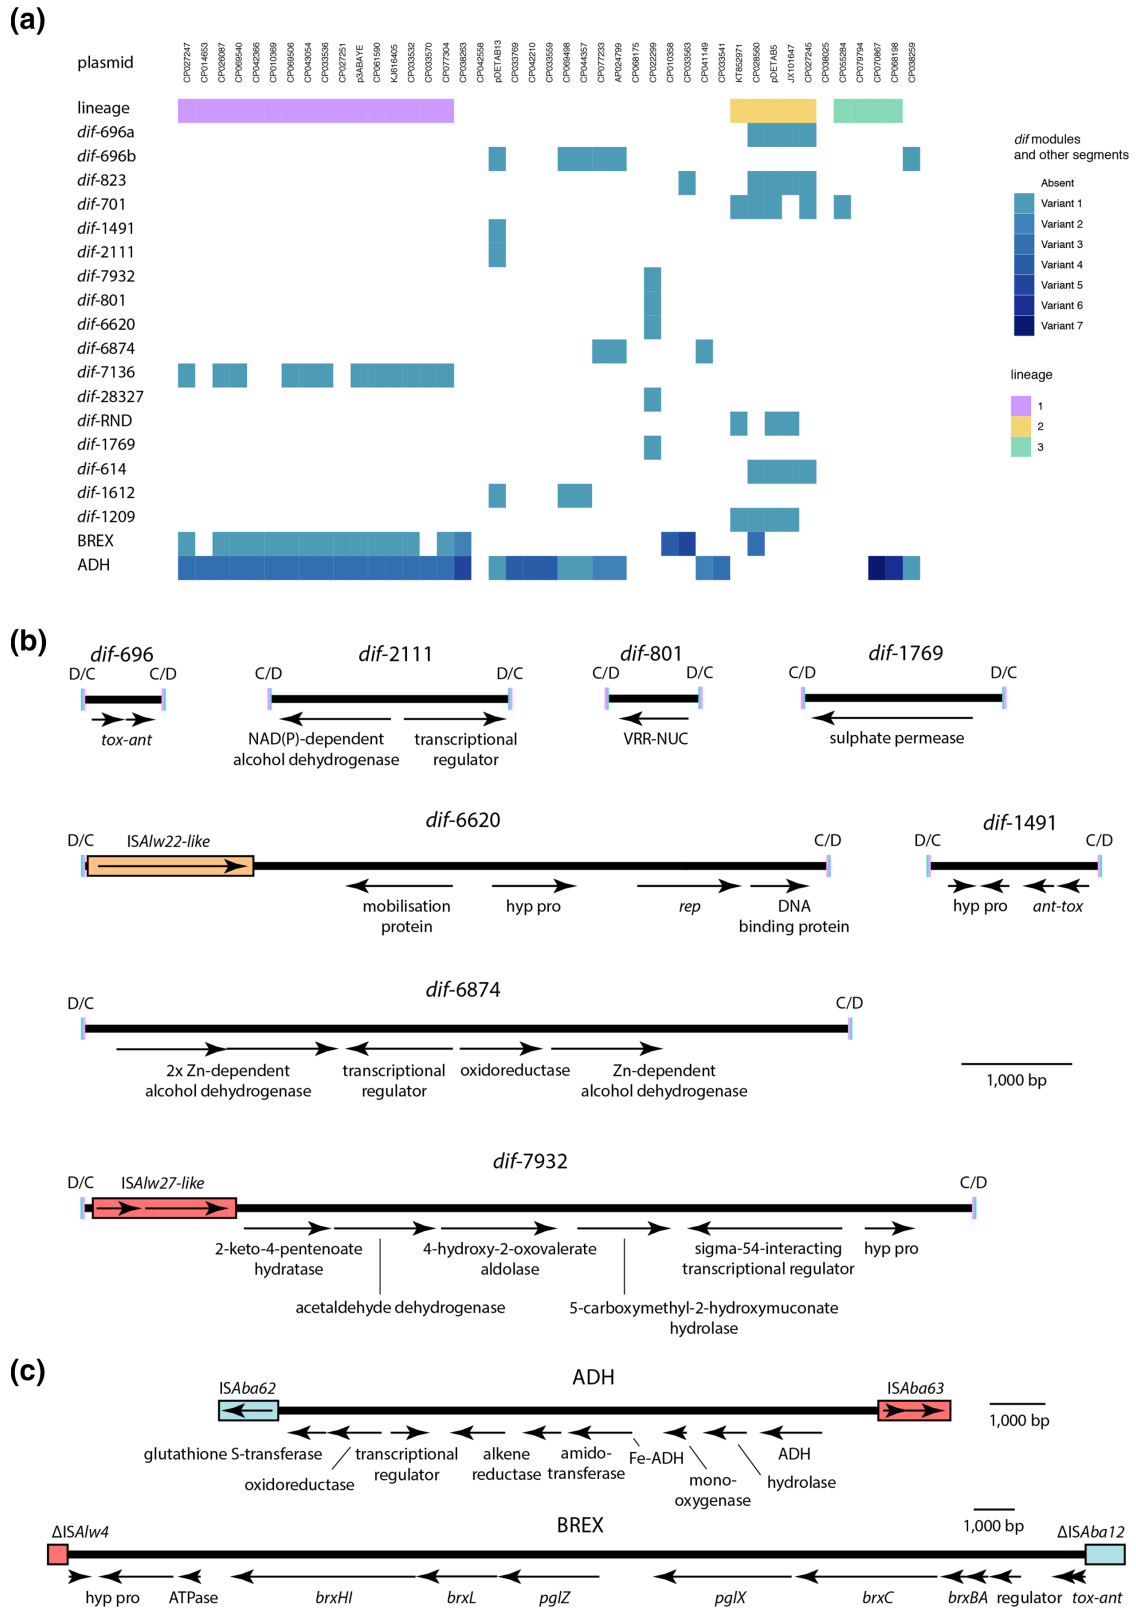 (a)
plasmid
CP027247
CP014653
CP026087
CP069540
CP042366
CP010369
CP069506
CP043054
CP033536
CP027251
p3ABAYE
CP061590
KJ616405
CP033532
CP033570
CP077304
CP038263
CP042558
pDETAB13
CP033769
CP042210
CP033559
CP069498
CP044357
CP077233
AP024799
CP068175
CP022299
CP010358
CP033563
CP041149
CP033541
KT852971
CP028560
pDETAB5
JX101647
CP027245
CP038025
CP055284
CP079794
CP070867
CP068198
CP038259
lineage
dif-696a
dif-696b
dif-823
dif-701
dif-1491
dif-2111
dif-7932
dif-801
dif-6620
dif-6874
dif-7136
dif-28327
dif-RND
dif-1769
dif-614
dif-1612
dif-1209
BREX
ADH
dif modules
and other segments
Absent
Variant 1
Variant 2
Variant 3
Variant 4
Variant 5
Variant 6
Variant 7
lineage
1
2
3
(b)
dif-696
D/C C/D
tox-ant
dif-2111
C/D D/C
NAD(P)-dependent
alcohol dehydrogenase
transcriptional
regulator
dif-801
C/D D/C
VRR-NUC
dif-1769
C/D D/C
sulphate permease
dif-6620
D/C C/D
ISAlw22-like
mobilisation
protein
hyp pro
rep
DNA
binding protein
dif-1491
D/C C/D
hyp pro
ant-tox
dif-6874
D/C C/D
2x Zn-dependent
alcohol dehydrogenase
transcriptional
regulator
oxidoreductase
Zn-dependent
alcohol dehydrogenase
1,000 bp
dif-7932
D/C C/D
ISAlw27-like
2-keto-4-pentenoate
hydratase
acetaldehyde dehydrogenase
4-hydroxy-2-oxovalerate
aldolase
5-carboxymethyl-2-hydroxymuconate
hydrolase
sigma-54-interacting
transcriptional regulator
hyp pro
(c)
ADH
ISAba62
ISAba63
1,000 bp
glutathione S-transferase
oxidoreductase
transcriptional
regulator
alkene
reductase
amido-
transferase
Fe-ADH
mono-
oxygenase
hydrolase
ADH
1,000 bp
BREX
ΔISAlw4
ΔISAba12
hyp pro
ATPase
brxHI
brxL
pglZ
pglX
brxC
brxBA
regulator
tox-ant